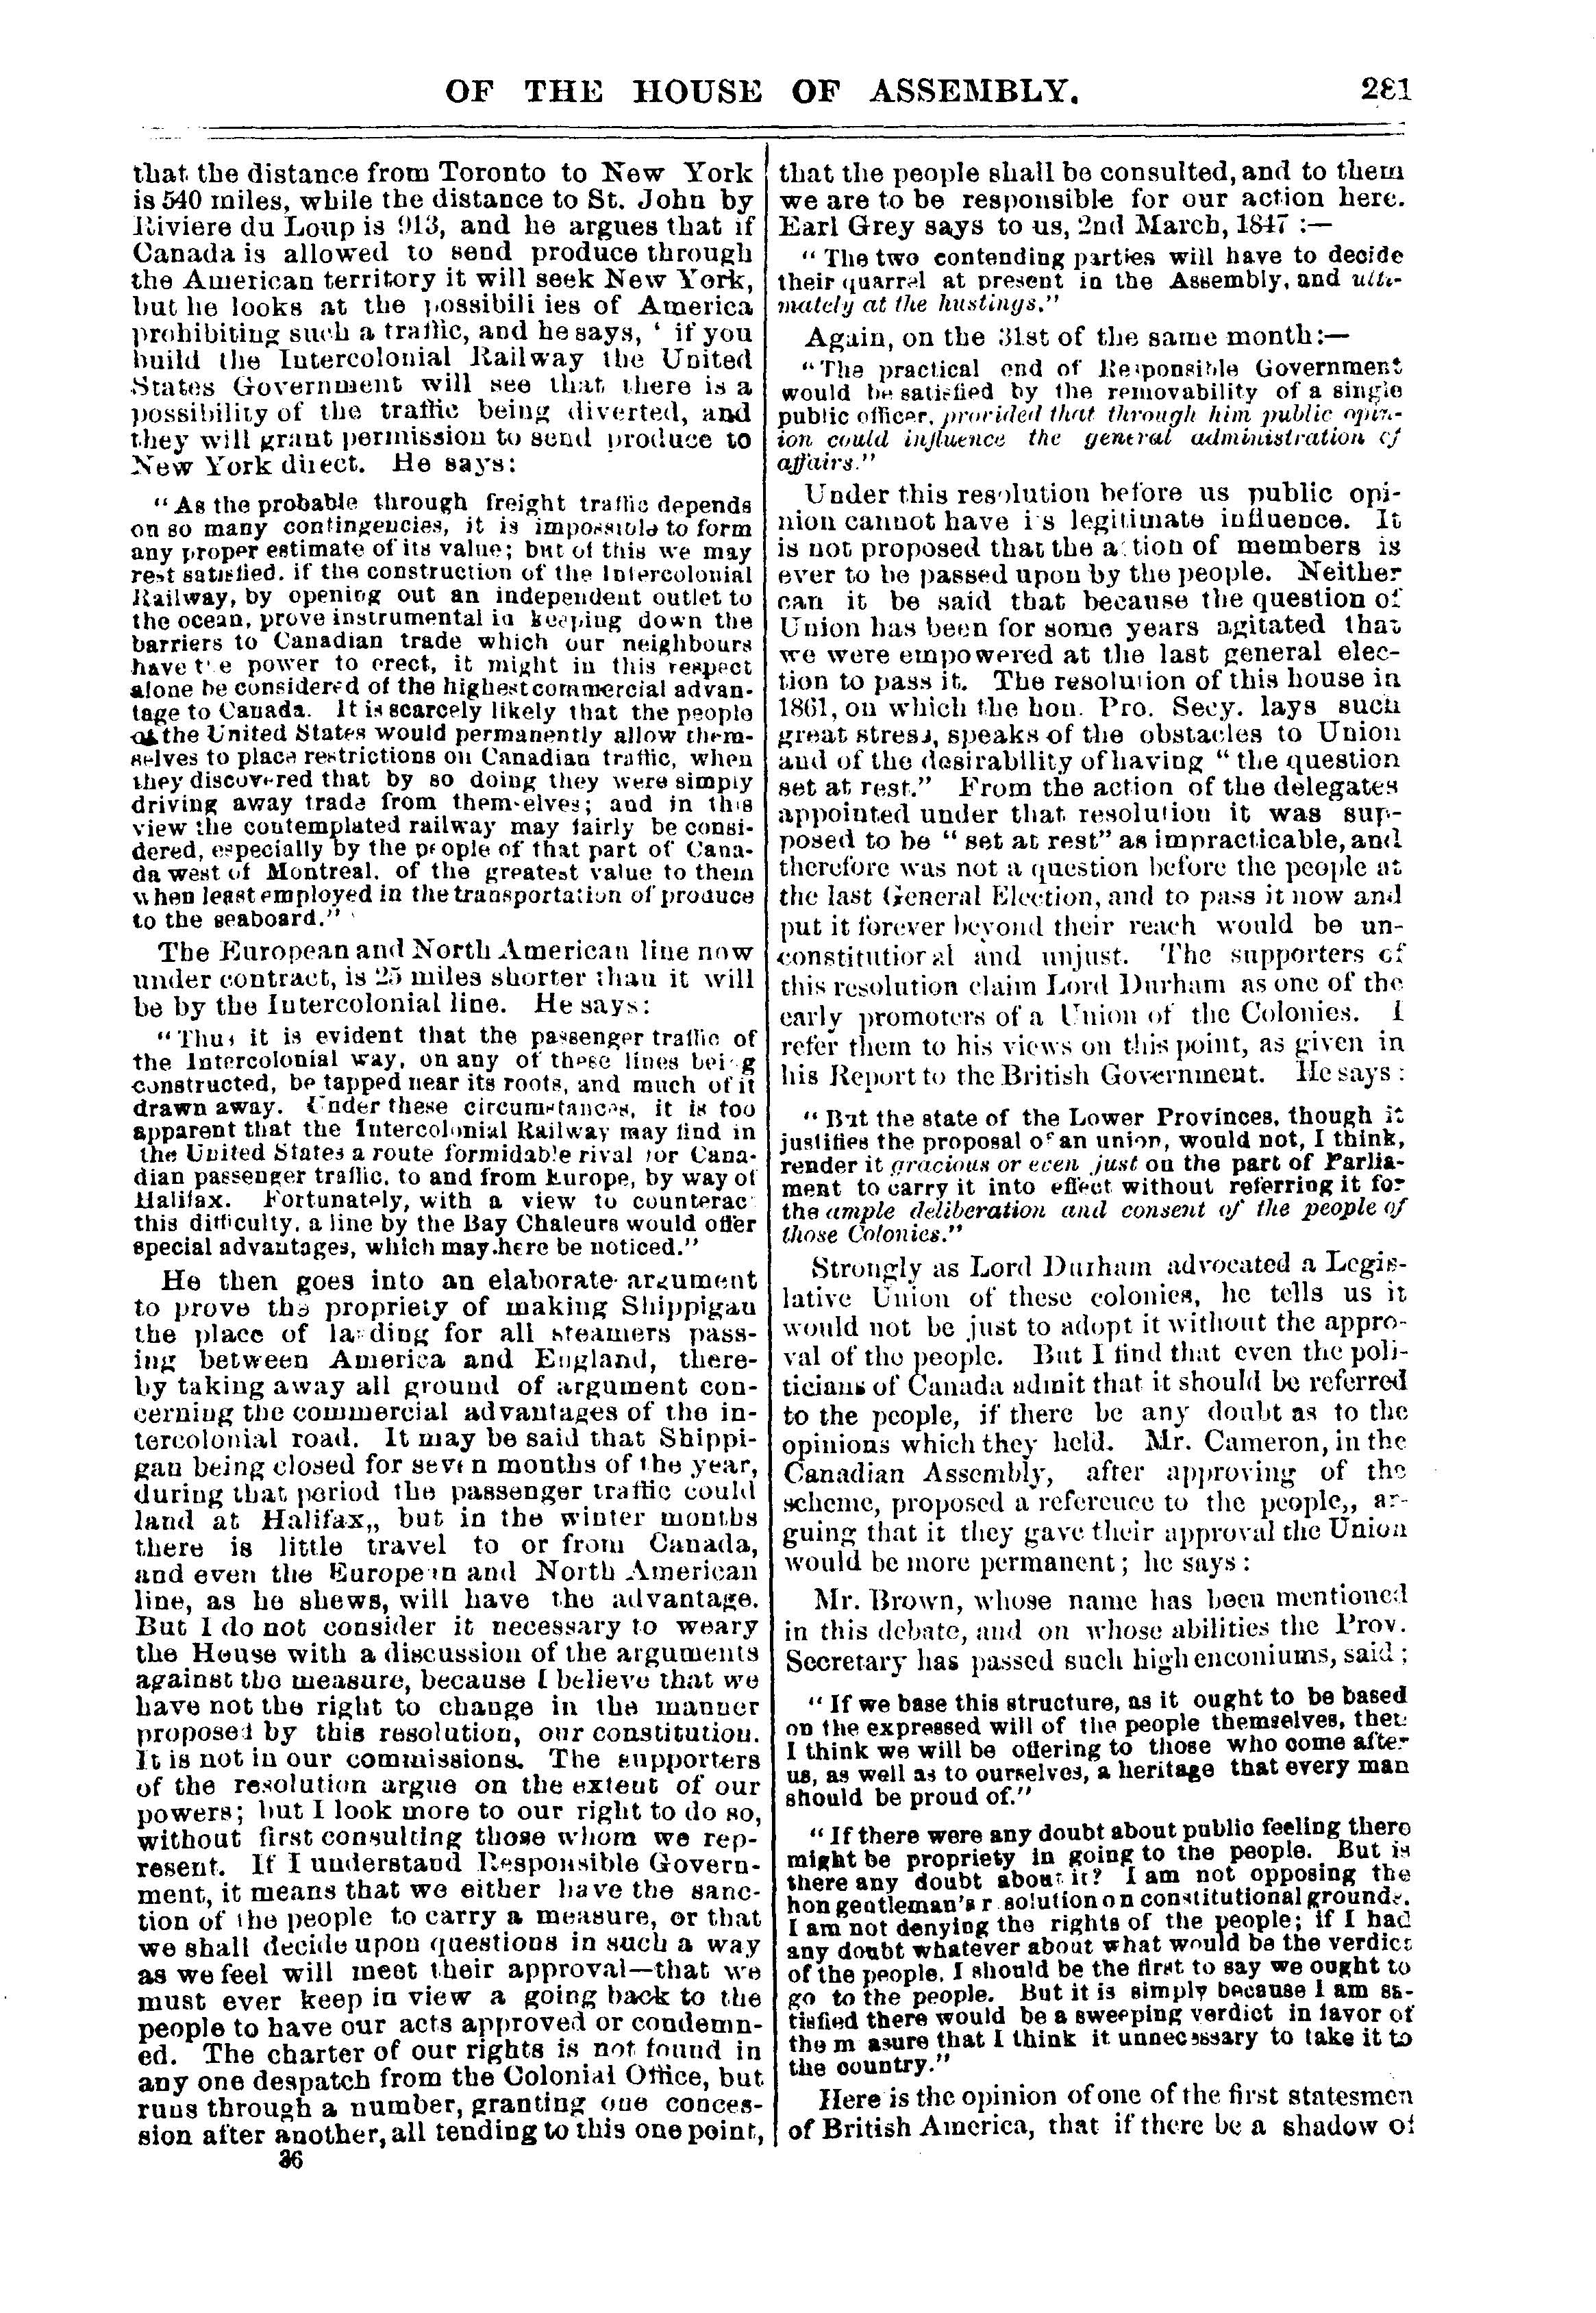 OF THE HOUSE OF ASSEMBLY. 281
that the distance from Toronto to New York
is 540 miles, while the distance to St. John by
Riviere du Loup is 913, and he argues that if
Canada is allowed to send produce through
the American territory it will seek New York,
but he looks at the possibili ies of America
prohibiting such a traffic, and he says, ' if you
build the Intercolonial Railway the United
States Government will see that there is a
possibility of the traffic being diverted, and
they will grant permission to send produce to
New York direct. He says:
" As the probable through freight traffic depends
on so many contingencies, it is impossible to form
any proper estimate of its value; but of this we may
rest satisfied. if the construction of the Intercolonial
Railway, by opening out an independent outlet to
the ocean, prove instrumental in keeping down the
barriers to Canadian trade which our neighbours
have t e power to erect, it might in this respect
alone be considered of the highest commercial advan-
tage to Canada. It is scarcely likely that the people
of the United States would permanently allow them-
selves to place restrictions on Canadian traffic, when
they discovered that by so doing they were simply
driving away trade from themselves; and in this
view the contemplated railway may fairly be consi-
dered, especially by the people of that part of Cana-
da west of Montreal, of the greatest value to them
when least employed in the transportation of produce
to the seaboard."
The European and North American line now
under contract, is 25 miles shorter than it will
be by the Intercolonial line. He says:
" Thus it is evident that the passenger traffic of
the Intercolonial way, on any of these lines bei g
constructed, be tapped near its roots, and much of it
drawn away. Under these circumstances, it is too
apparent that the Intercolonial Railway may find in
the United States a route formidable rival for Cana-
dian passenger traffic, to and from Europe, by way of
Halifax. Fortunately, with a view to counterac
this difficulty, a line by the Bay Chaleurs would offer
special advantages, which may here be noticed."
He then goes into an elaborate argument
to prove the propriety of making Shippigau
the place of landing for all steamers pass-
ing between America and England, there-
by taking away all ground of argument con-
cerning the commercial advantages of the in-
tercolonial road. It may be said that Shippi-
gau being closed for seven months of the year,
during that period the passenger traffic could
land at Halifax,, but in the winter months
there is little travel to or from Canada,
and even the European and North American
line, as he shews, will have the advantage.
But I do not consider it necessary to weary
the House with a discussion of the arguments
against the measure, because I believe that we
have not the right to change in the manner
proposed by this resolution, our constitution.
It is not in our commissions. The supporters
of the resolution argue on the extent of our
powers; but I look more to our right to do so,
without first consulting those whom we rep-
resent. If I understand Responsible Govern-
ment, it means that we either have the sanc-
tion of the people to carry a measure, or that
we shall decide upon questions in such a way
as we feel will meet their approval—that we
must ever keep in view a going back to the
people to have our acts approved or condemn-
ed. The charter of our rights is not found in
any one despatch from the Colonial Office, but
runs through a number, granting one conces-
sion after another, all tending to this one point,
36
that the people shall be consulted, and to them
we are to be responsible for our action here.
Earl Grey says to us, 2nd March, 1847 :—
" The two contending parties will have to decide
their quarrel at present in the Assembly, and ulti-
mately at the hustings."
Again, on the 31st of the same month:—
" The practical end of Responsible Government
would be satisfied by the removability of a single
public officer, provided that through him public opin-
ion could influence the general administration of
affairs."
Under this resolution before us public opi-
nion cannot have i s legitimate influence. It
is not proposed that the action of members is
ever to be passed upon by the people. Neither
can it be said that because the question of
Union has been for some years agitated that
we were empowered at the last general elec-
tion to pass it. The resolution of this house in
1861, on which the hon. Pro. Secy. lays such
great stress, speaks of the obstacles to Union
and of the desirability of having " the question
set at rest." From the action of the delegates
appointed under that resolution it was sup-
posed to be " set at rest" as impracticable, and
therefore was not a question before the people at
the last General Election, and to pass it now and
put it forever beyond their reach would be un-
constitutional and unjust. The supporters of
this resolution claim Lord Durham as one of the
early promoters of a Union of the Colonies. I
refer them to his views on this point, as given in
his Report to the British Government. He says :
" But the state of the Lower Provinces, though it
justifies the proposal of an union, would not, I think,
render it gracious or even just on the part of Parlia-
ment to carry it into effect without referring it for
the ample deliberation and consent of the people of
those Colonies."
Strongly as Lord Durham advocated a Legis-
lative Union of these colonies, he tells us it
would not be just to adopt it without the appro-
val of the people. But I find that even the poli-
ticians of Canada admit that it should be referred
to the people, if there be any doubt as to the
opinions which they held. Mr. Cameron, in the
Canadian Assembly, after approving of the
scheme, proposed a reference to the people,, ar-
guing that it they gave their approval the Union
would be more permanent; he says :
Mr. Brown, whose name has been mentioned
in this debate, and on whose abilities the Prov.
Secretary has passed such high enconiums, said ;
" If we base this structure, as it ought to be based
on the expressed will of the people themselves, then
I think we will be offering to those who come after
us, as well as to ourselves, a heritage that every man
should be proud of."
" If there were any doubt about public feeling there
might be propriety in going to the people. But is
there any doubt about it? I am not opposing the
hon gentleman's r solution on constitutional grounds.
I am not denying the rights of the people; if I had
any doubt whatever about what would be the verdict
of the people, I should be the first to say we ought to
go to the people. But it is simply because I am sa-
tisfied there would be a sweeping verdict in favor of
the m asure that I think it unnecessary to take it to
the country."
Here is the opinion of one of the first statesmen
of British America, that if there be a shadow of